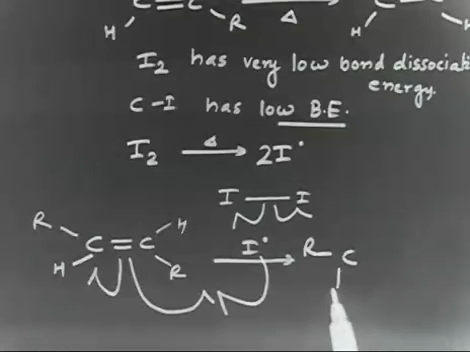 C = C
H R Δ H
I₂ has very low bond dissociati
energy.
C-I has low B.E.
I₂ —Δ→ 2I•
I — I
R C = C H I• R C
H R